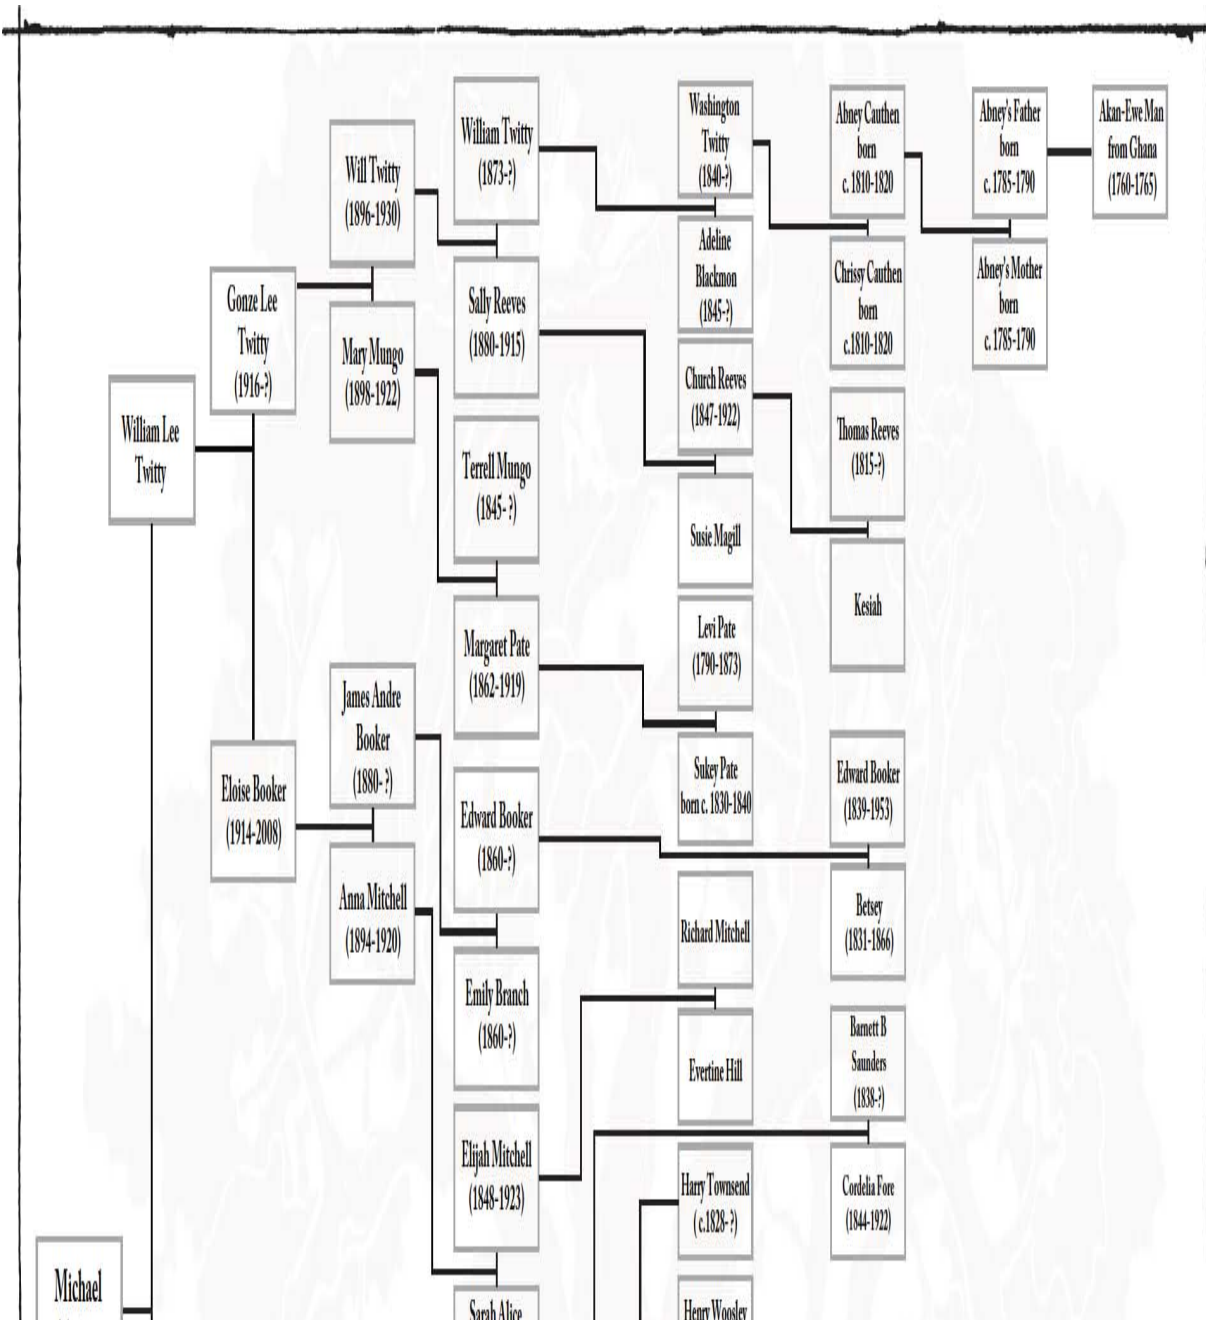 William Twitty
(1873-?)
Washington
Twitty
(1840-?)
Abney Cauthen
born
c. 1810-1820
Abney's Father
born
c. 1785-1790
Akan-Ewe Man
from Ghana
(1760-1765)
Will Twitty
(1896-1930)
Adeline
Blackmon
(1845-?)
Chrissy Cauthen
born
c.1810-1820
Abney's Mother
born
c. 1785-1790
Gonze Lee
Twitty
(1916-?)
Sally Reeves
(1880-1915)
Mary Mungo
(1898-1922)
Church Reeves
(1847-1922)
William Lee
Twitty
Terrell Mungo
(1845- ?)
Thomas Reeves
(1815-?)
Susie Magill
Kesiah
Margaret Pate
(1862-1919)
Levi Pate
(1790-1873)
James Andre
Booker
(1880- ?)
Sukey Pate
born c. 1830-1840
Edward Booker
(1839-1953)
Eloise Booker
(1914-2008)
Edward Booker
(1860-?)
Anna Mitchell
(1894-1920)
Richard Mitchell
Betsey
(1831-1866)
Emily Branch
(1860-?)
Evertine Hill
Barnett B
Saunders
(1838-?)
Elijah Mitchell
(1848-1923)
Harry Townsend
( c.1828- ?)
Cordelia Fore
(1844-1922)
Michael
Sarah Alice
Henry Woosley